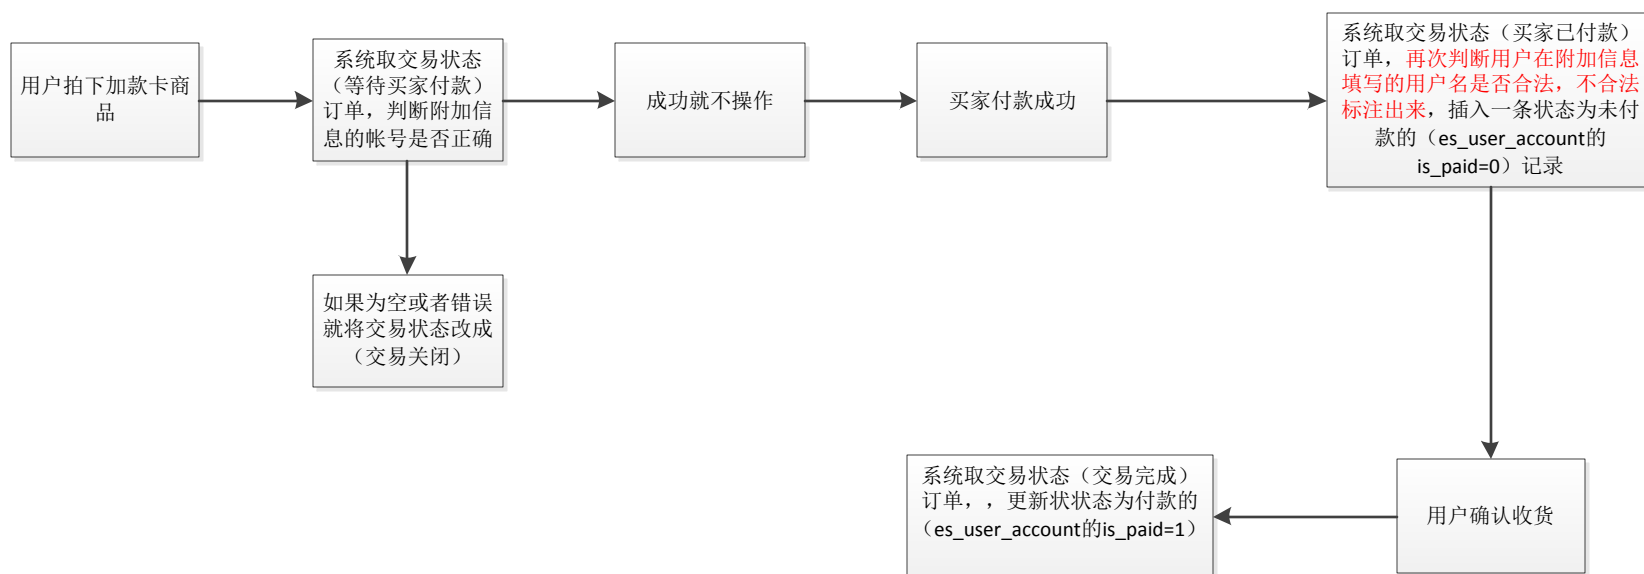 用户拍下加款卡商
品
系统取交易状态
（等待买家付款）
订单，判断附加信
息的帐号是否正确
成功就不操作
买家付款成功
系统取交易状态（买家已付款）
订单，再次判断用户在附加信息
填写的用户名是否合法，不合法
标注出来，插入一条状态为未付
款的（es_user_account的
is_paid=0）记录
如果为空或者错误
就将交易状态改成
（交易关闭）
用户确认收货
系统取交易状态（交易完成）
订单，，更新状状态为付款的
（es_user_account的is_paid=1）